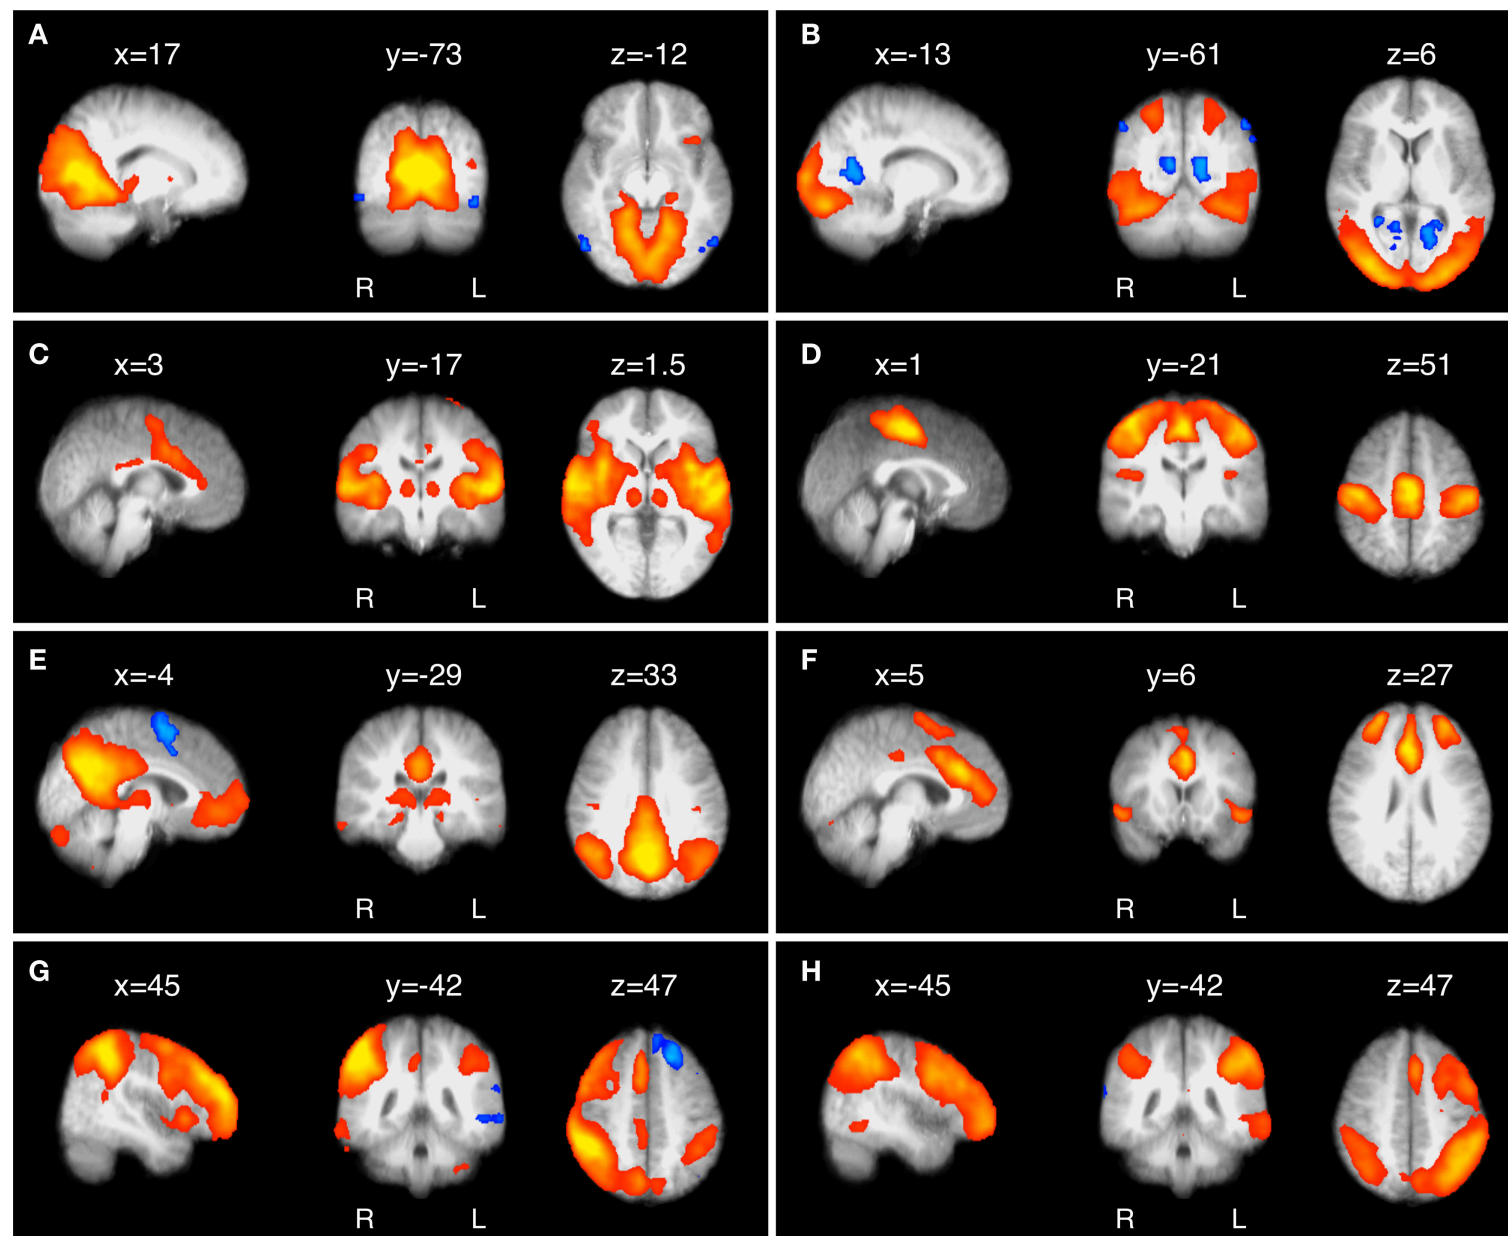 A
x=17 y=-73 z=-12
R L
B
x=-13 y=-61 z=6
R L
C
x=3 y=-17 z=1.5
R L
D
x=1 y=-21 z=51
R L
E
x=-4 y=-29 z=33
R L
F
x=5 y=6 z=27
R L
G
x=45 y=-42 z=47
R L
H
x=-45 y=-42 z=47
R L